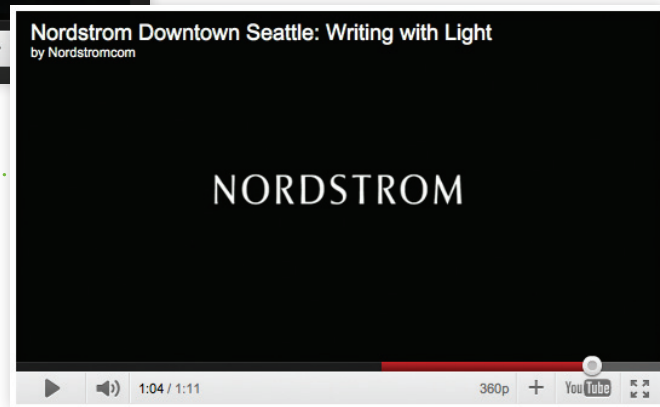 Nordstrom Downtown Seattle: Writing with Light
by Nordstromcom
NORDSTROM
1:04 / 1:11 360p YouTube